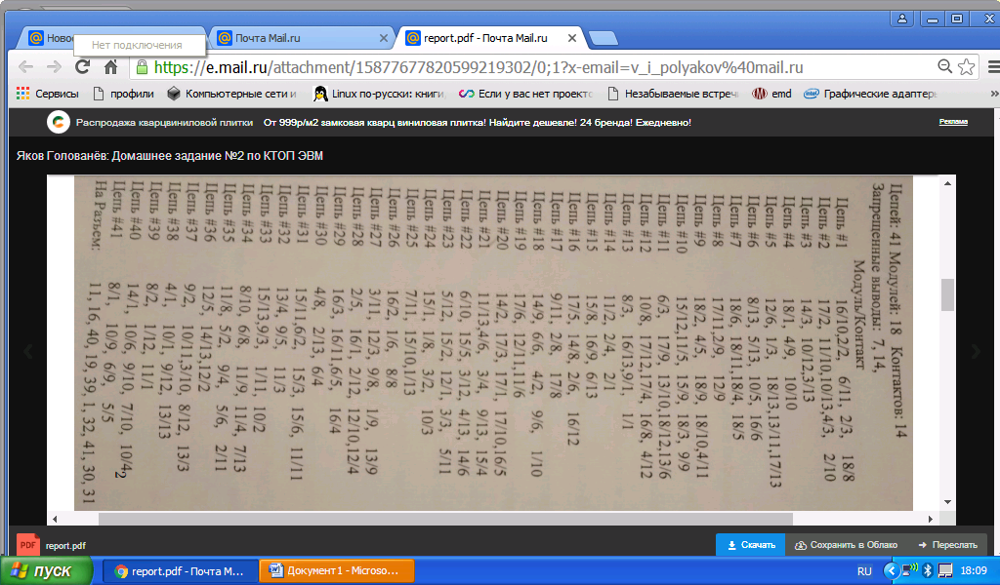 Новос
Нет подключения
Почта Mail.ru
report.pdf - Почта Mail.ru
https://e.mail.ru/attachment/15877677820599219302/0;1?x-email=v_i_polyakov%40mail.ru
Сервисы
профили
Компьютерные сети и
Linux по-русски: книги,
Если у вас нет проекто
Незабываемые встреч
emd
Графические адаптер
Распродажа кварцвиниловой плитки От 999р/м2 замковая кварц виниловая плитка! Найдите дешевле! 24 бренда! Ежедневно!
Реклама
Яков Голованёв: Домашнее задание №2 по КТОП ЭВМ
Цепей: 41 Модулей: 18 Контактов: 14
Запрещенные выводы: 7, 14,
Модуль/Контакт
Цепь #1 16/10,2/2, 6/11, 2/3, 18/8
Цепь #2 17/2, 11/10,10/13,4/3, 2/10
Цепь #3 14/3, 10/12,3/13
Цепь #4 18/1, 4/9, 10/10
Цепь #5 12/6, 1/3, 18/13,13/11,17/13
Цепь #6 8/13, 5/13, 10/5, 16/6
Цепь #7 18/6, 18/11,18/4, 18/5
Цепь #8 17/11,2/9, 12/9
Цепь #9 18/2, 4/5, 18/9, 18/10,4/11
Цепь #10 15/12,11/5, 15/9, 18/3, 9/9
Цепь #11 6/3, 17/9, 13/10,18/12,13/6
Цепь #12 10/8, 17/12,17/4, 16/8, 4/12
Цепь #13 8/3, 16/13,9/1, 1/1
Цепь #14 11/2, 2/4, 2/1
Цепь #15 15/8, 16/9, 6/13
Цепь #16 17/5, 14/8, 2/6, 16/12
Цепь #17 9/11, 2/8, 17/8
Цепь #18 14/9, 6/6, 4/2, 9/6, 1/10
Цепь #19 17/6, 12/11,11/6
Цепь #20 14/2, 17/3, 17/1, 17/10,16/5
Цепь #21 11/13,4/6, 3/4, 9/13, 15/4
Цепь #22 6/10, 15/5, 3/12, 4/13, 14/6
Цепь #23 5/12, 15/2, 12/1, 3/3, 5/11
Цепь #24 15/1, 1/8, 3/2, 10/3
Цепь #25 7/11, 15/10,1/13
Цепь #26 16/2, 1/6, 8/8
Цепь #27 3/11, 12/3, 9/8, 1/9, 13/9
Цепь #28 2/5, 16/1, 2/12, 12/10,12/4
Цепь #29 16/3, 16/11,6/5, 16/4
Цепь #30 4/8, 2/13, 6/4
Цепь #31 15/11,6/2, 15/3, 15/6, 11/11
Цепь #32 13/4, 9/5, 11/3
Цепь #33 15/13,9/3, 1/11, 10/2
Цепь #34 8/10, 6/8, 11/9, 11/4, 7/13
Цепь #35 11/8, 5/2, 9/4, 5/6, 2/11
Цепь #36 12/5, 14/13,12/2
Цепь #37 9/2, 10/11,3/10, 8/12, 13/3
Цепь #38 4/1, 10/1, 9/12, 13/13
Цепь #39 8/2, 1/12, 11/1
Цепь #40 14/1, 10/6, 9/10, 7/10, 10/4
Цепь #41 8/1, 10/9, 6/9, 5/5
На Разъем: 11, 16, 40, 19, 39, 1, 32, 41, 30, 31
2
PDF
report.pdf
Скачать
Сохранить в Облако
Переслать
пуск
report.pdf - Почта М...
Документ1 - Microso...
RU
18:09